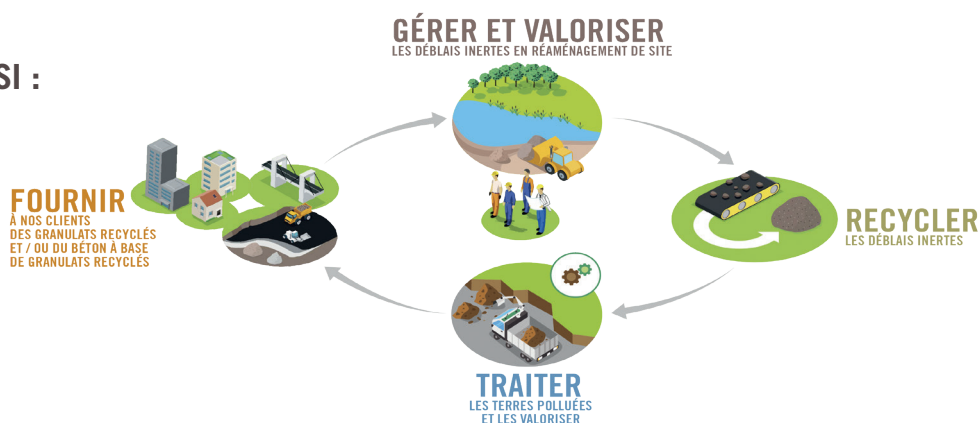 SI :
GÉRER ET VALORISER
LES DÉBLAIS INERTES EN RÉAMÉNAGEMENT DE SITE
FOURNIR
À NOS CLIENTS
DES GRANULATS RECYCLÉS
ET / OU DU BÉTON À BASE
DE GRANULATS RECYCLÉS
RECYCLER
LES DÉBLAIS INERTES
TRAITER
LES TERRES POLLUÉES
ET LES VALORISER